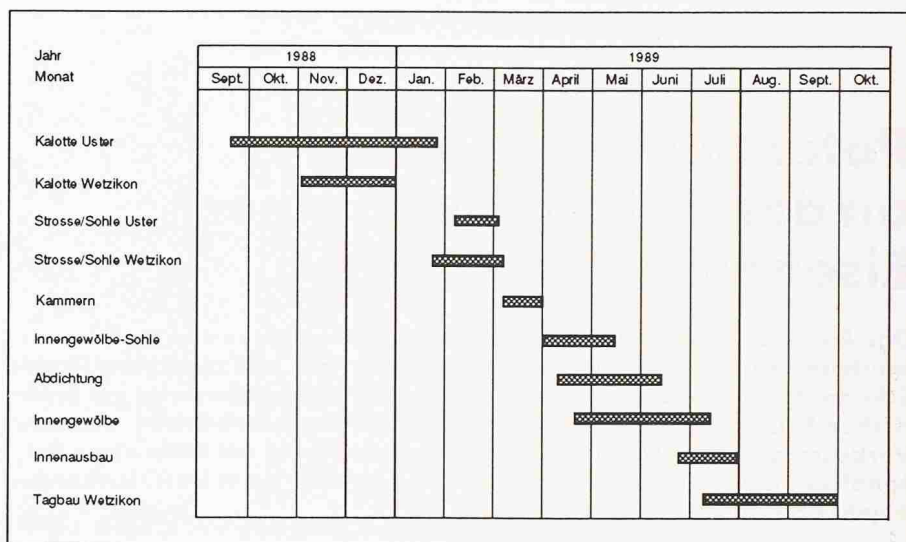 Jahr 1988 1989
Monat Sept. Okt. Nov. Dez. Jan. Feb. März April Mai Juni Juli Aug. Sept. Okt.
Kalotte Uster
Kalotte Wetzikon
Strosse/Sohle Uster
Strosse/Sohle Wetzikon
Kammern
Innengewölbe-Sohle
Abdichtung
Innengewölbe
Innenausbau
Tagbau Wetzikon